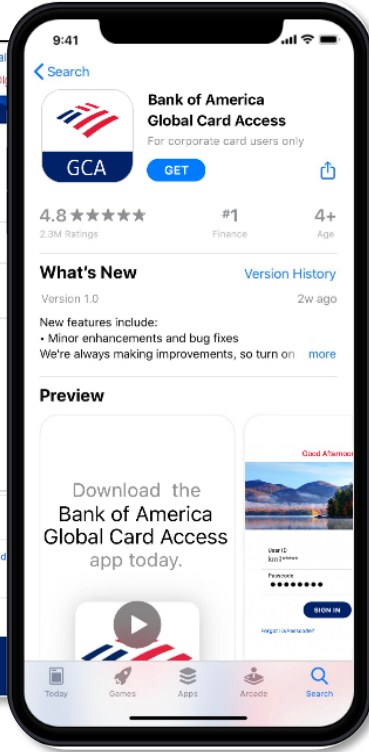 9:41
Search
Bank of America
Global Card Access
For corporate card users only
GCA
GET
4.8 ★★★★★ #1 4+
2.3M Ratings Finance Age
What's New Version History
Version 1.0 2w ago
New features include:
• Minor enhancements and bug fixes
We're always making improvements, so turn on more
Preview
Download the
Bank of America
Global Card Access
app today.
Good Afternoon
User ID
Passcode
SIGN IN
Forgot ID/Passcode?
Today Games Apps Arcade Search